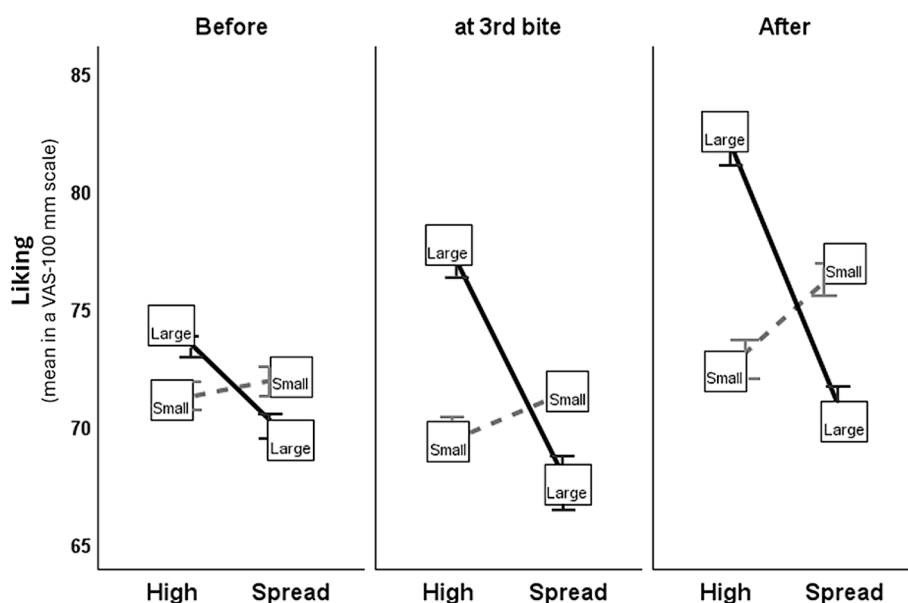 Before
at 3rd bite
After
Liking
(mean in a VAS-100 mm scale)
85
80
75
70
65
Large
Small
Small
Large
Large
Small
Small
Large
Large
Small
Small
Large
High
Spread
High
Spread
High
Spread